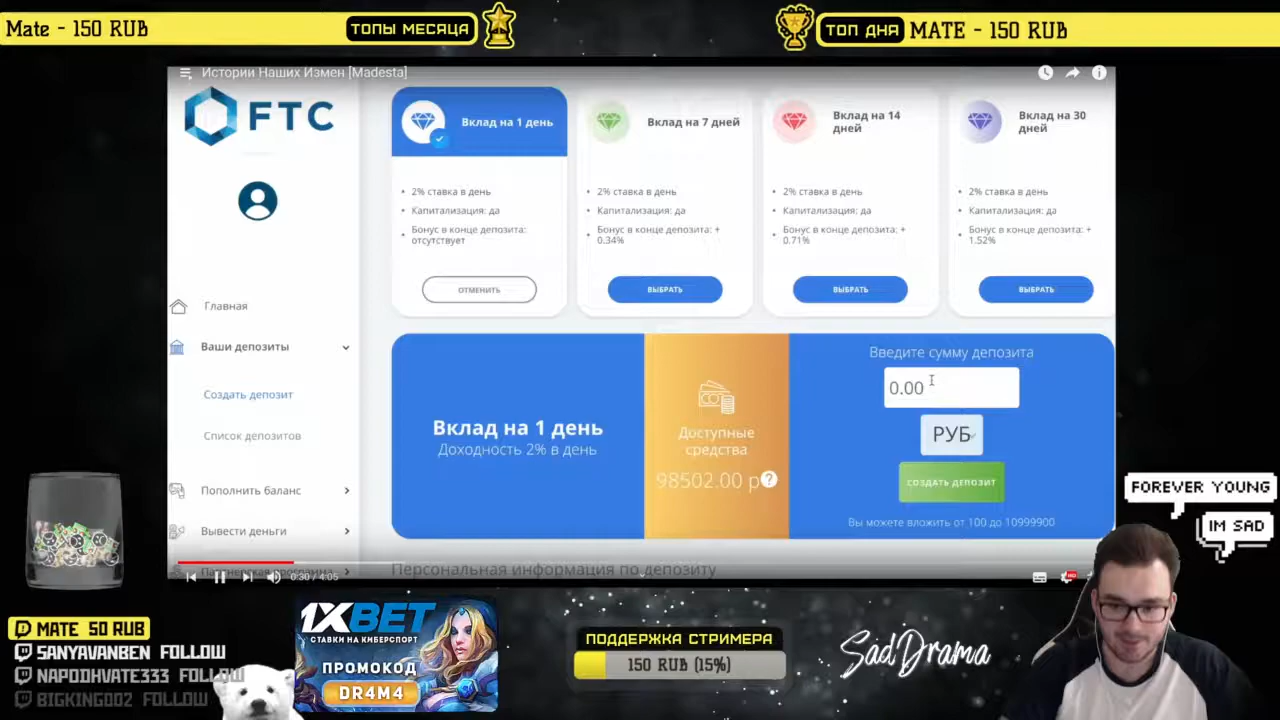 Mate - 150 RUB
ТОПЫ МЕСЯЦА
ТОП ДНЯ
MATE - 150 RUB
Истории Наших Измен [Madesta]
FTC
Вклад на 1 день
2% ставка в день
Капитализация: да
Бонус в конце депозита:
отсутствует
ОТМЕНИТЬ
Вклад на 7 дней
2% ставка в день
Капитализация: да
Бонус в конце депозита: +
0.34%
ВЫБРАТЬ
Вклад на 14
дней
2% ставка в день
Капитализация: да
Бонус в конце депозита: +
0.71%
ВЫБРАТЬ
Вклад на 30
дней
2% ставка в день
Капитализация: да
Бонус в конце депозита: +
1.52%
ВЫБРАТЬ
Главная
Ваши депозиты
Создать депозит
Список депозитов
Пополнить баланс
Вывести деньги
Партнерская программа
Вклад на 1 день
Доходность 2% в день
Доступные
средства
98502.00 р
?
Введите сумму депозита
0.00
РУБ
СОЗДАТЬ ДЕПОЗИТ
Вы можете вложить от 100 до 10999900
Персональная информация по депозиту
0:30 / 4:05
HD
FOREVER YOUNG
IM SAD
MATE 50 RUB
SANYAVANBEN FOLLOW
NAPODHVATE333 FOLLOW
BIGKING002 FOLLOW
1XBET
СТАВКИ НА КИБЕРСПОРТ
ПРОМОКОД
DR4M4
ПОДДЕРЖКА СТРИМЕРА
150 RUB (15%)
SadDrama